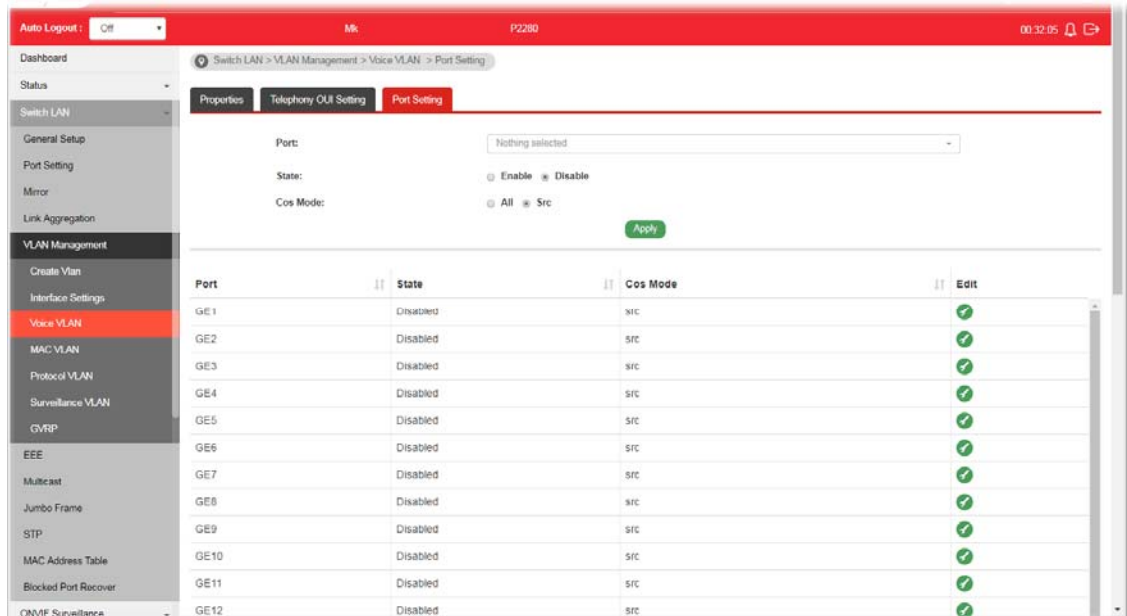 Auto Logout : Off Mk P2280 00:32:05
Dashboard
Status
Switch LAN
General Setup
Port Setting
Mirror
Link Aggregation
VLAN Management
Create Vlan
Interface Settings
Voice VLAN
MAC VLAN
Protocol VLAN
Surveillance VLAN
GVRP
EEE
Multicast
Jumbo Frame
STP
MAC Address Table
Blocked Port Recover
ONVIF Surveillance
Switch LAN > VLAN Management > Voice VLAN > Port Setting
Properties Telephony OUI Setting Port Setting
Port: Nothing selected
State: Enable Disable
Cos Mode: All Src
Apply
Port State Cos Mode Edit
GE1 Disabled src
GE2 Disabled src
GE3 Disabled src
GE4 Disabled src
GE5 Disabled src
GE6 Disabled src
GE7 Disabled src
GE8 Disabled src
GE9 Disabled src
GE10 Disabled src
GE11 Disabled src
GE12 Disabled src